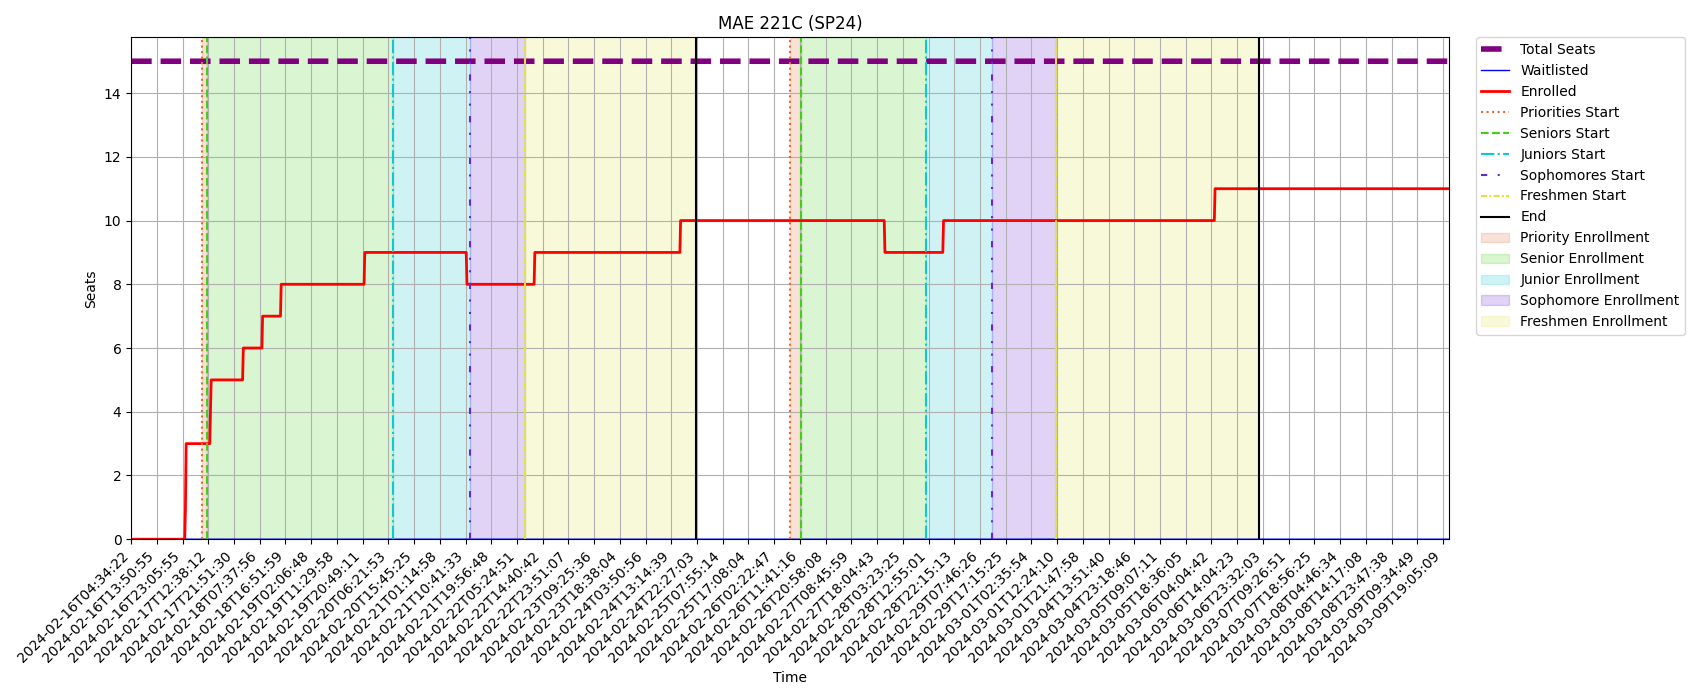 MAE 221C (SP24)
Seats
14
12
10
8
6
4
2
0
2024-02-16T04:34:22
2024-02-16T13:50:55
2024-02-16T23:05:55
2024-02-17T12:38:12
2024-02-17T21:51:30
2024-02-18T07:37:56
2024-02-18T16:51:59
2024-02-19T02:06:48
2024-02-19T11:29:58
2024-02-19T20:49:11
2024-02-20T06:21:53
2024-02-20T15:45:25
2024-02-21T01:14:58
2024-02-21T10:41:33
2024-02-21T19:56:48
2024-02-22T05:24:51
2024-02-22T14:40:42
2024-02-22T23:51:07
2024-02-23T09:25:36
2024-02-23T18:38:04
2024-02-24T03:50:56
2024-02-24T13:14:39
2024-02-24T22:27:03
2024-02-25T07:55:14
2024-02-25T17:08:04
2024-02-26T02:22:47
2024-02-26T11:41:16
2024-02-26T20:58:08
2024-02-27T08:45:59
2024-02-27T18:04:43
2024-02-28T03:23:25
2024-02-28T12:55:01
2024-02-28T22:15:13
2024-02-29T07:46:26
2024-02-29T17:15:25
2024-03-01T02:35:54
2024-03-01T12:24:10
2024-03-01T21:47:58
2024-03-04T13:51:40
2024-03-04T23:18:46
2024-03-05T09:07:11
2024-03-05T18:36:05
2024-03-06T04:04:42
2024-03-06T14:04:23
2024-03-06T23:32:03
2024-03-07T09:26:51
2024-03-07T18:56:25
2024-03-08T04:46:34
2024-03-08T14:17:08
2024-03-08T23:47:38
2024-03-09T09:34:49
2024-03-09T19:05:09
Time
Total Seats
Waitlisted
Enrolled
Priorities Start
Seniors Start
Juniors Start
Sophomores Start
Freshmen Start
End
Priority Enrollment
Senior Enrollment
Junior Enrollment
Sophomore Enrollment
Freshmen Enrollment